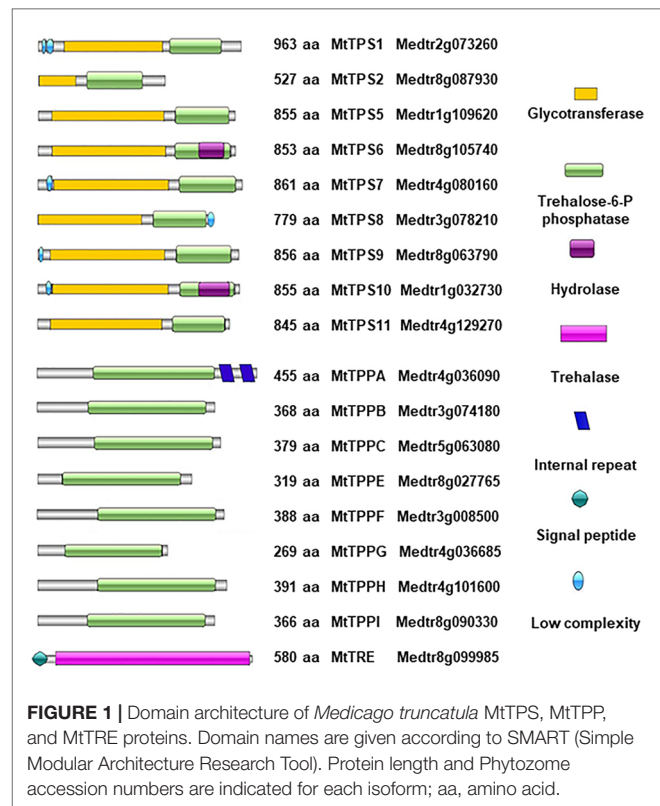 963 aa MtTPS1 Medtr2g073260
527 aa MtTPS2 Medtr8g087930
855 aa MtTPS5 Medtr1g109620
853 aa MtTPS6 Medtr8g105740
861 aa MtTPS7 Medtr4g080160
779 aa MtTPS8 Medtr3g078210
856 aa MtTPS9 Medtr8g063790
855 aa MtTPS10 Medtr1g032730
845 aa MtTPS11 Medtr4g129270
455 aa MtTPPA Medtr4g036090
368 aa MtTPPB Medtr3g074180
379 aa MtTPPC Medtr5g063080
319 aa MtTPPE Medtr8g027765
388 aa MtTPPF Medtr3g008500
269 aa MtTPPG Medtr4g036685
391 aa MtTPPH Medtr4g101600
366 aa MtTPPI Medtr8g090330
580 aa MtTRE Medtr8g099985
Glycotransferase
Trehalose-6-P
phosphatase
Hydrolase
Trehalase
Internal repeat
Signal peptide
Low complexity
FIGURE 1 | Domain architecture of Medicago truncatula MtTPS, MtTPP,
and MtTRE proteins. Domain names are given according to SMART (Simple
Modular Architecture Research Tool). Protein length and Phytozome
accession numbers are indicated for each isoform; aa, amino acid.